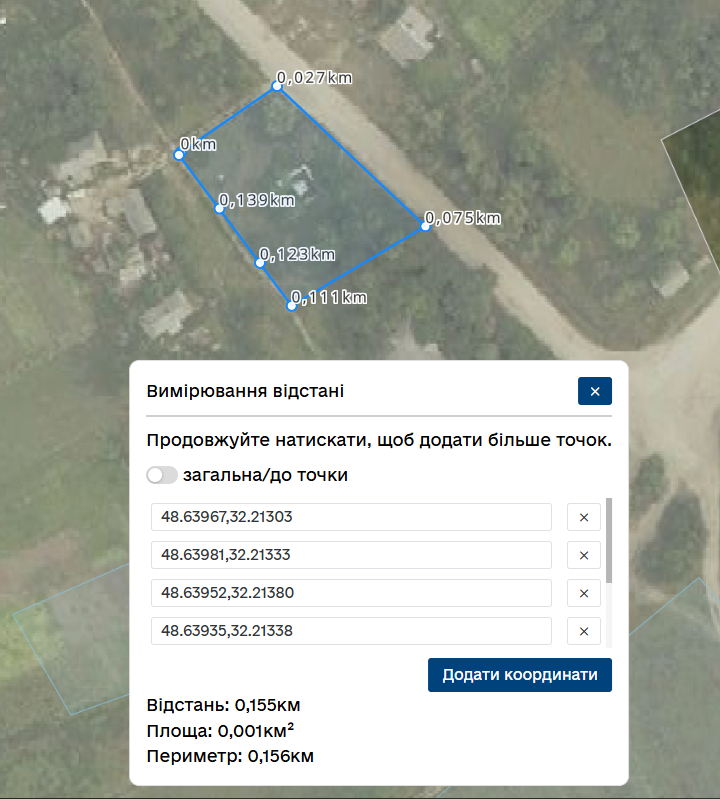 0,027km
0km
0,139km
0,075km
0,123km
0,111km
Вимірювання відстані
Продовжуйте натискати, щоб додати більше точок.
загальна/до точки
48.63967,32.21303
48.63981,32.21333
48.63952,32.21380
48.63935,32.21338
Додати координати
Відстань: 0,155км
Площа: 0,001км²
Периметр: 0,156км